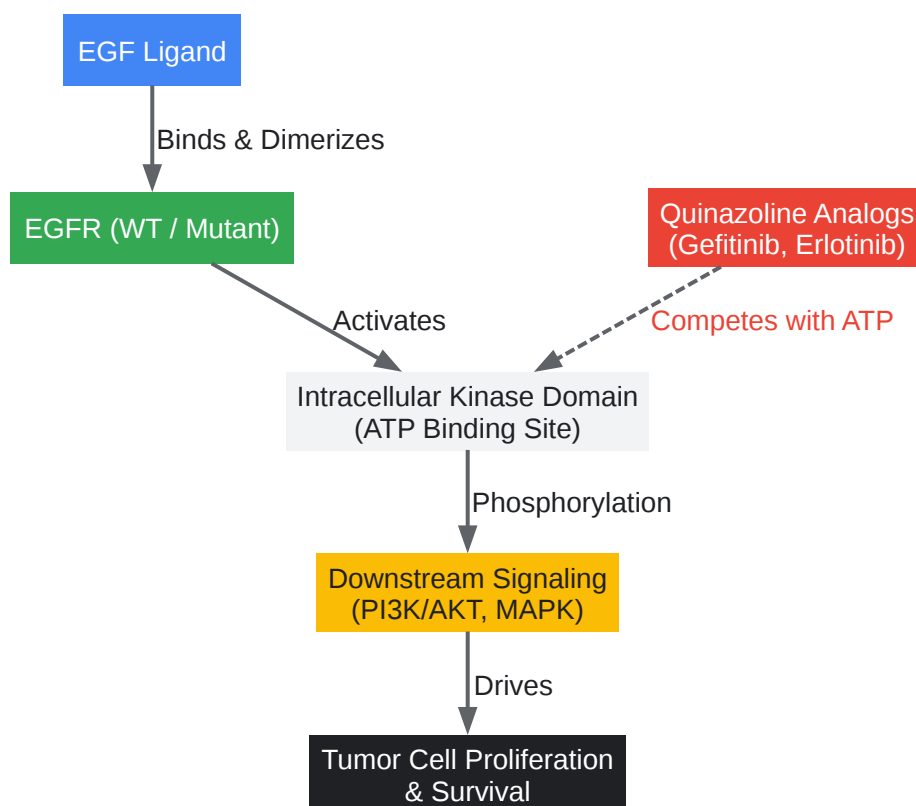 EGF Ligand
Binds & Dimerizes
EGFR (WT / Mutant)
Quinazoline Analogs
(Gefitinib, Erlotinib)
Activates
Competes with ATP
Intracellular Kinase Domain
(ATP Binding Site)
Phosphorylation
Downstream Signaling
(PI3K/AKT, MAPK)
Drives
Tumor Cell Proliferation
& Survival